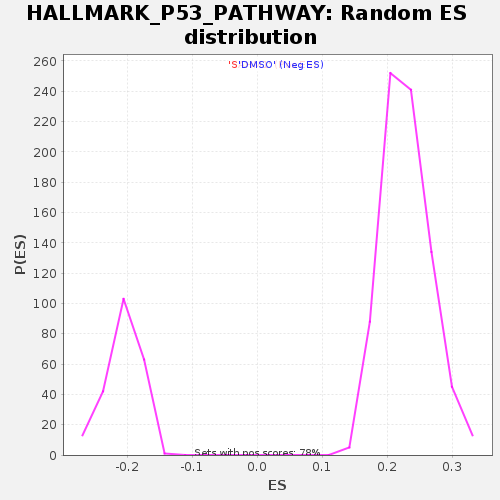 HALLMARK_P53_PATHWAY: Random ES
distribution
'S'DMSO' (Neg ES)
260
240
220
200
180
160
140
120
100
80
60
40
20
0
P(ES)
Sets with pos scores: 78%
-0.2 -0.1 0.0 0.1 0.2 0.3
ES